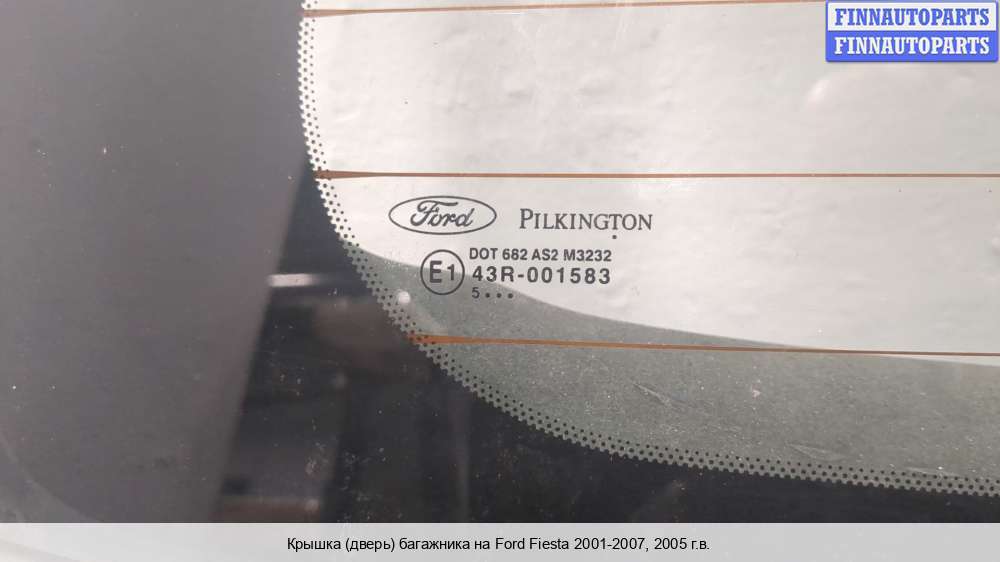 FINNAUTOPARTS
FINNAUTOPARTS
Ford PILKINGTON
DOT 682 AS2 M3232
E1 43R-001583
5 • • •
Крышка (дверь) багажника на Ford Fiesta 2001-2007, 2005 г.в.